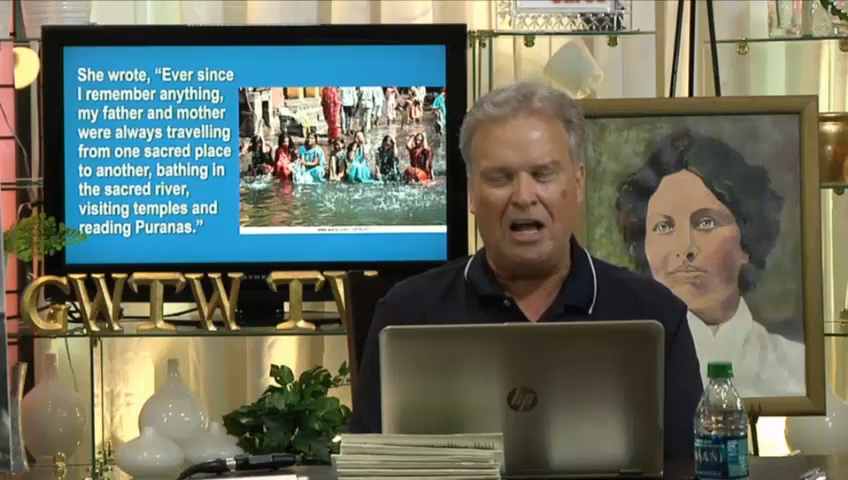 She wrote, “Ever since
I remember anything,
my father and mother
were always travelling
from one sacred place
to another, bathing in
the sacred river,
visiting temples and
reading Puranas.”
GWTW TV
hp